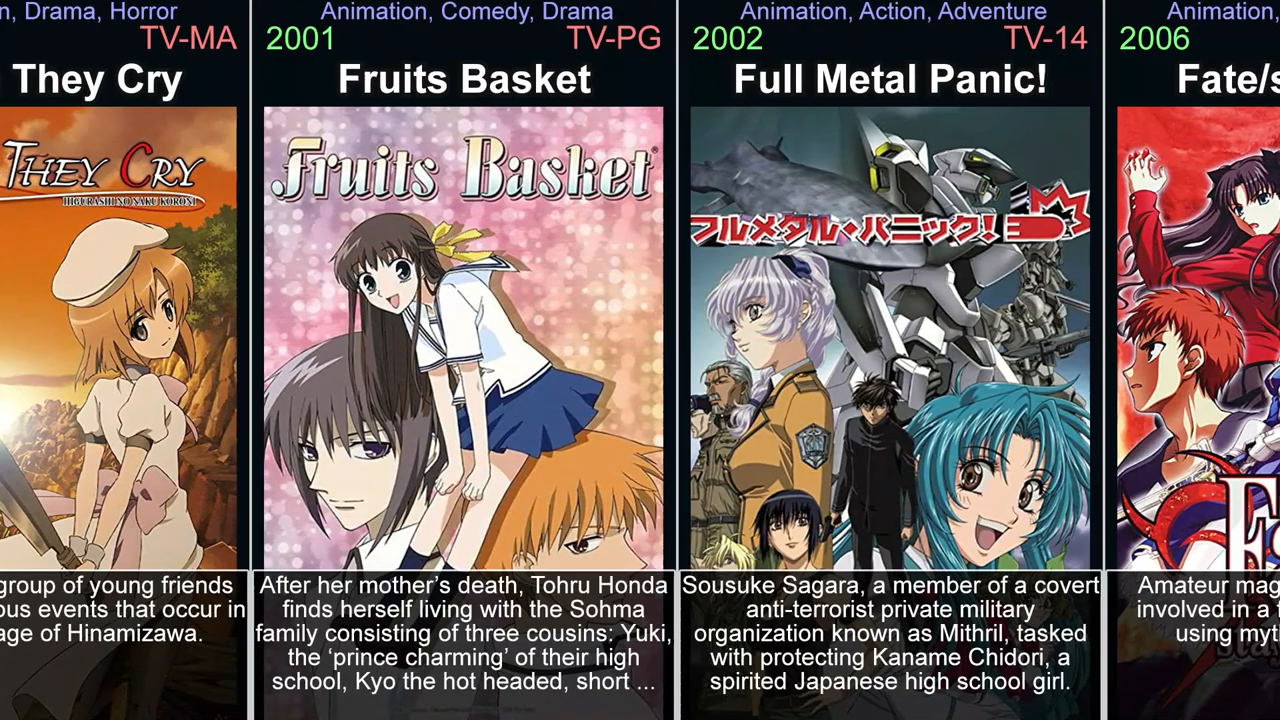 n, Drama, Horror
TV-MA
They Cry
THEY CRY
HIGURASHI NO NAKU KORO NI
group of young friends
ous events that occur in
age of Hinamizawa.
Animation, Comedy, Drama
2001 TV-PG
Fruits Basket
Fruits Basket
After her mother’s death, Tohru Honda
finds herself living with the Sohma
family consisting of three cousins: Yuki,
the ‘prince charming’ of their high
school, Kyo the hot headed, short ...
Animation, Action, Adventure
2002 TV-14
Full Metal Panic!
フルメタル・パニック!
Sousuke Sagara, a member of a covert
anti-terrorist private military
organization known as Mithril, tasked
with protecting Kaname Chidori, a
spirited Japanese high school girl.
Animation,
2006
Fate/s
F
Amateur mag
involved in a
using myt